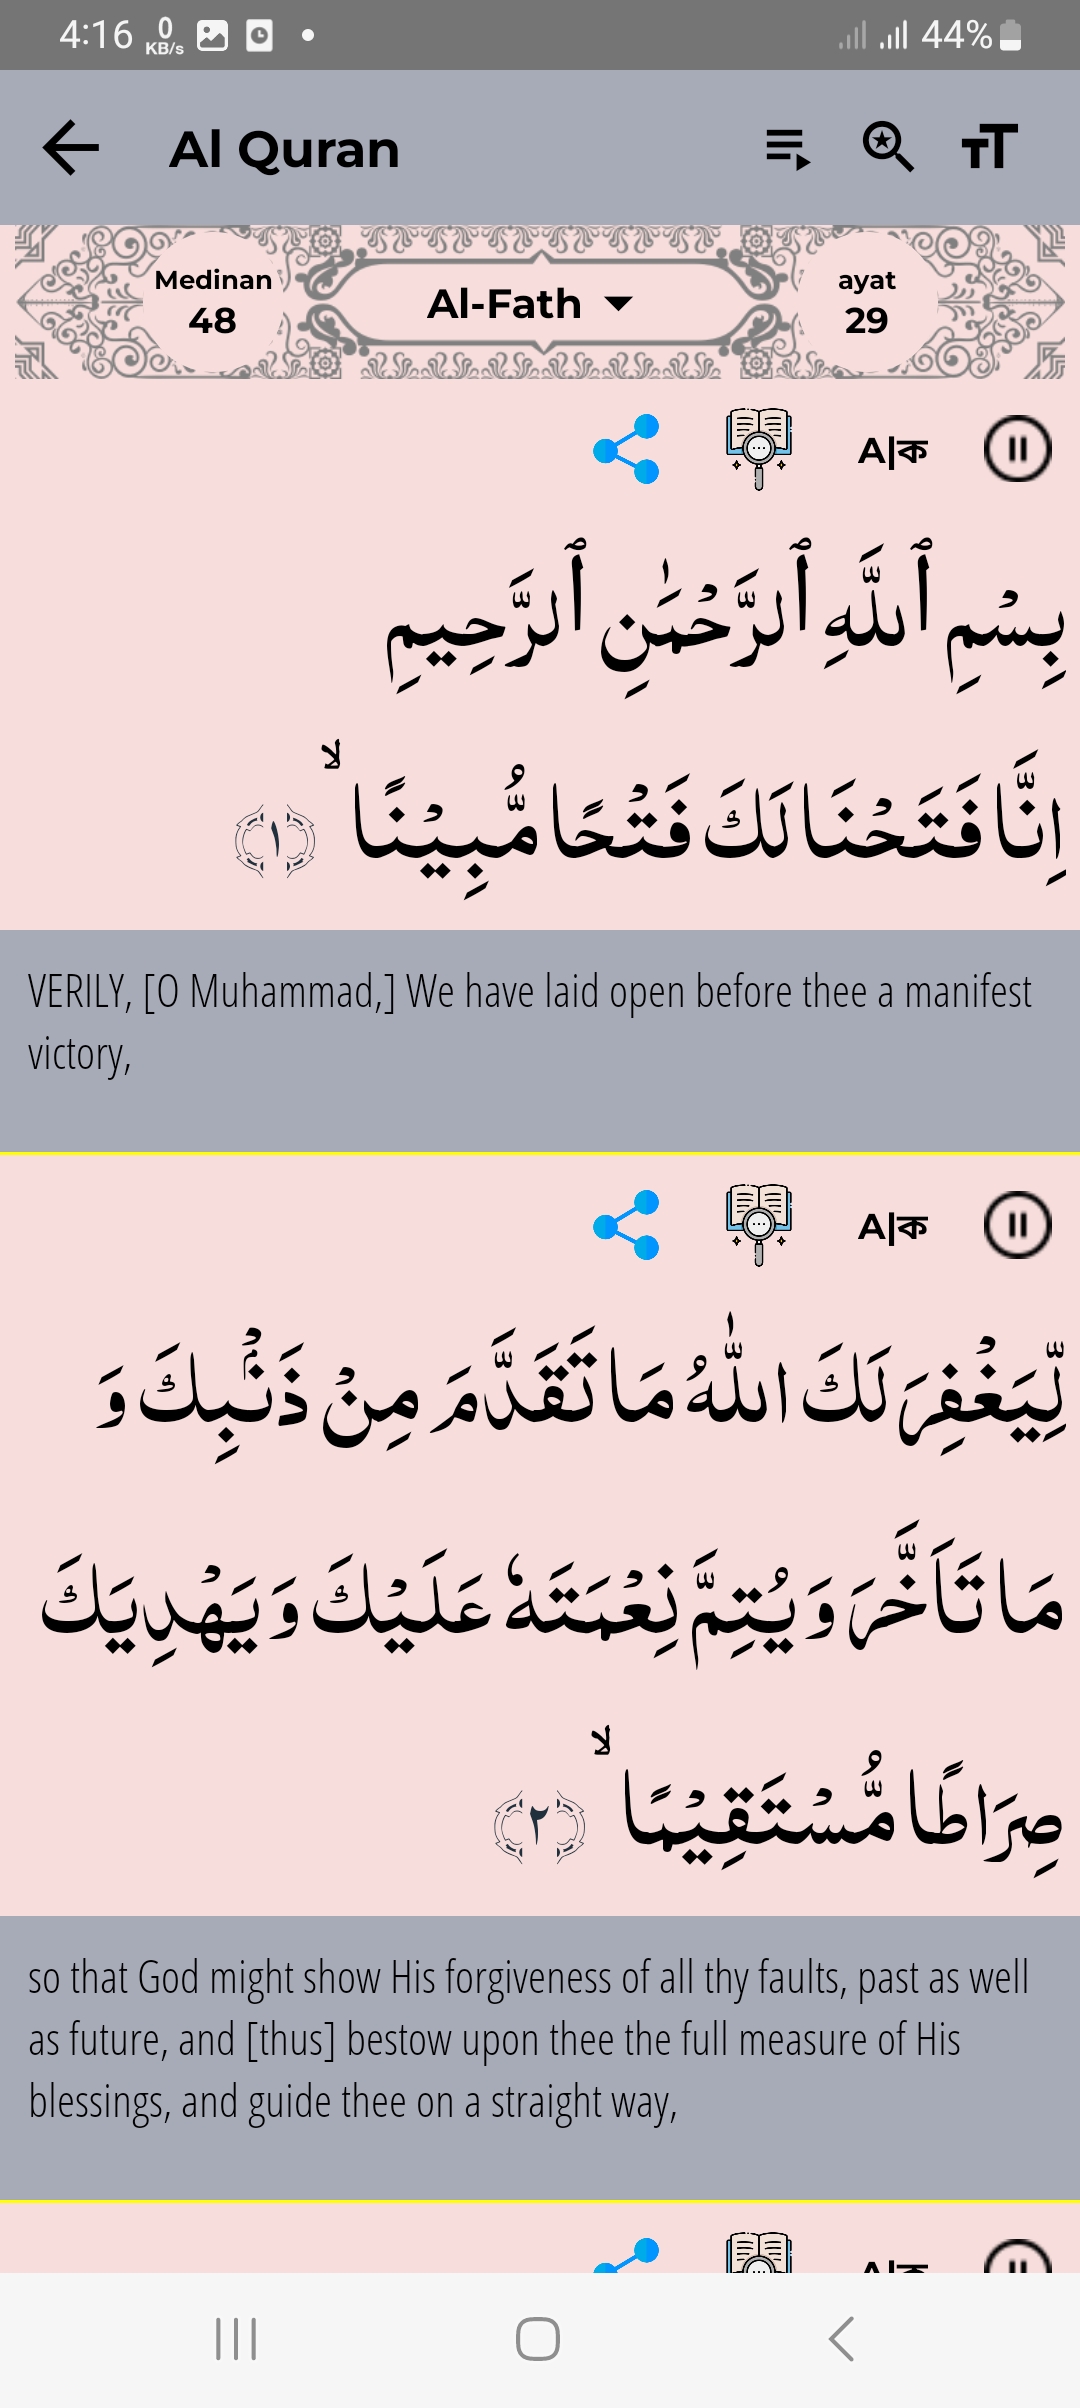 4:16 0 KB/s 44%
Al Quran
Medinan 48 Al-Fath ayat 29
A|ক
بِسْمِ ٱللَّهِ ٱلرَّحْمَٰنِ ٱلرَّحِيمِ
اِنَّا فَتَحْنَا لَكَ فَتْحًا مُّبِيْنًا ۙ ﴿١﴾
VERILY, [O Muhammad,] We have laid open before thee a manifest
victory,
A|ক
لِّيَغْفِرَ لَكَ اللّٰهُ مَا تَقَدَّمَ مِنْ ذَنْۢبِكَ وَ
مَا تَاَخَّرَ وَ يُتِمَّ نِعْمَتَهٗ عَلَيْكَ وَ يَهْدِيَكَ
صِرَاطًا مُّسْتَقِيْمًا ۙ ﴿٢﴾
so that God might show His forgiveness of all thy faults, past as well
as future, and [thus] bestow upon thee the full measure of His
blessings, and guide thee on a straight way,
A|ক